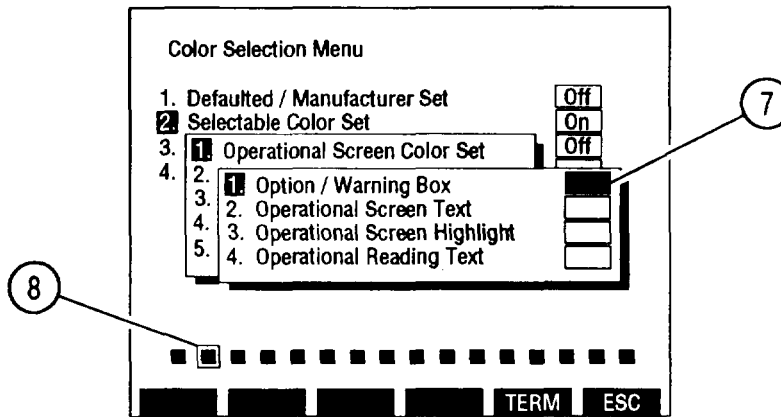 Color Selection Menu
1. Defaulted / Manufacturer Set Off
2. Selectable Color Set On
3. Off
4.
1. Operational Screen Color Set
2.
3.
4.
5.
1. Option / Warning Box
2. Operational Screen Text
3. Operational Screen Highlight
4. Operational Reading Text
7
8
TERM ESC